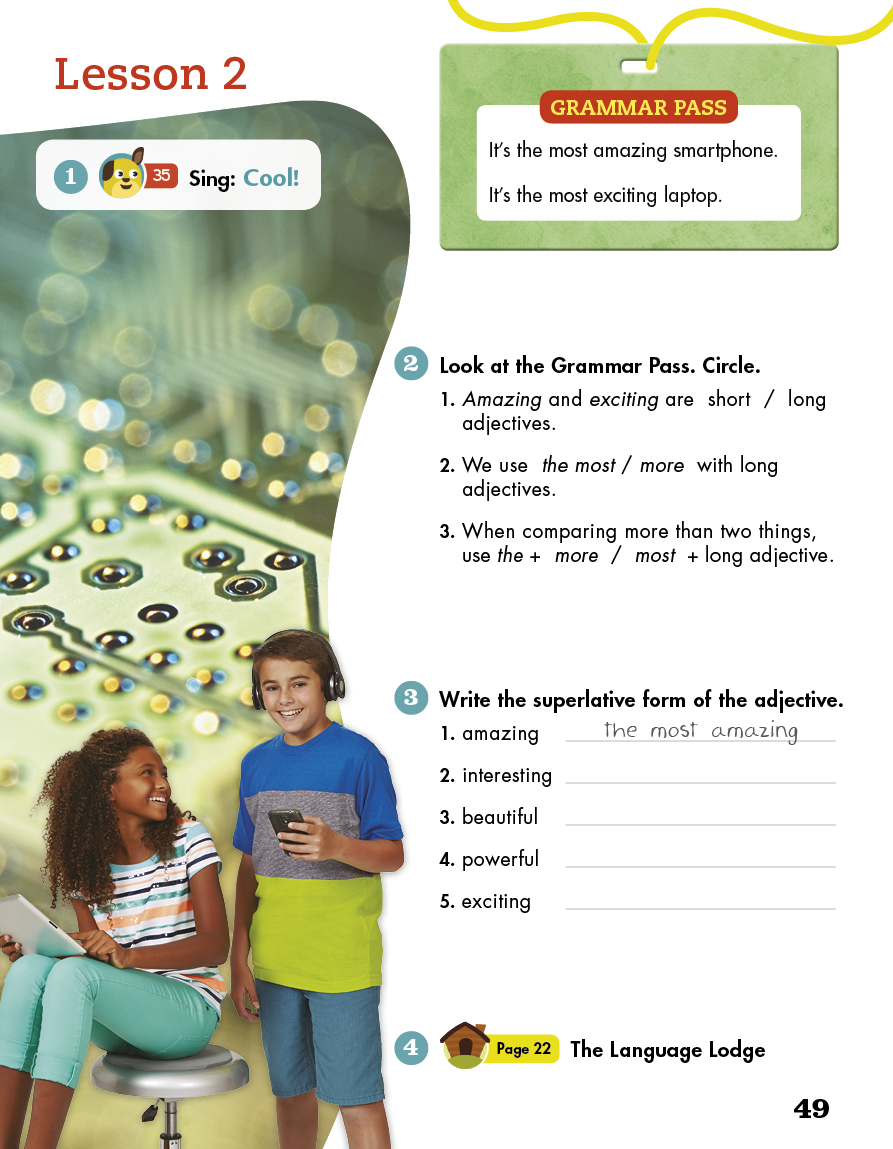 Lesson 2
1 35 Sing: Cool!
GRAMMAR PASS
It's the most amazing smartphone.
It's the most exciting laptop.
2 Look at the Grammar Pass. Circle.
1. Amazing and exciting are short / long
adjectives.
2. We use the most / more with long
adjectives.
3. When comparing more than two things,
use the + more / most + long adjective.
3 Write the superlative form of the adjective.
1. amazing the most amazing
2. interesting
3. beautiful
4. powerful
5. exciting
4 Page 22 The Language Lodge
49